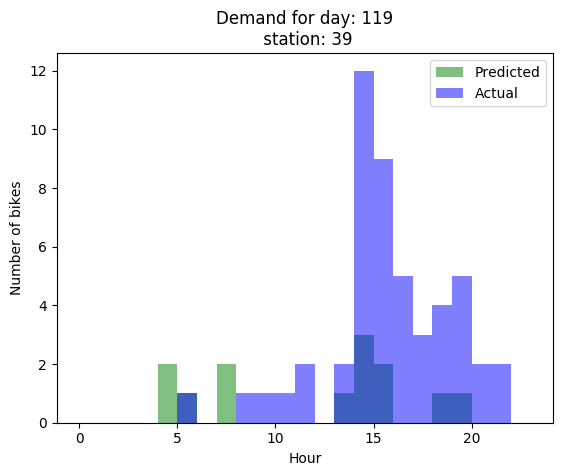 Demand for day: 119
station: 39
Predicted
Actual
12
10
8
6
4
2
0
Number of bikes
0 5 10 15 20
Hour